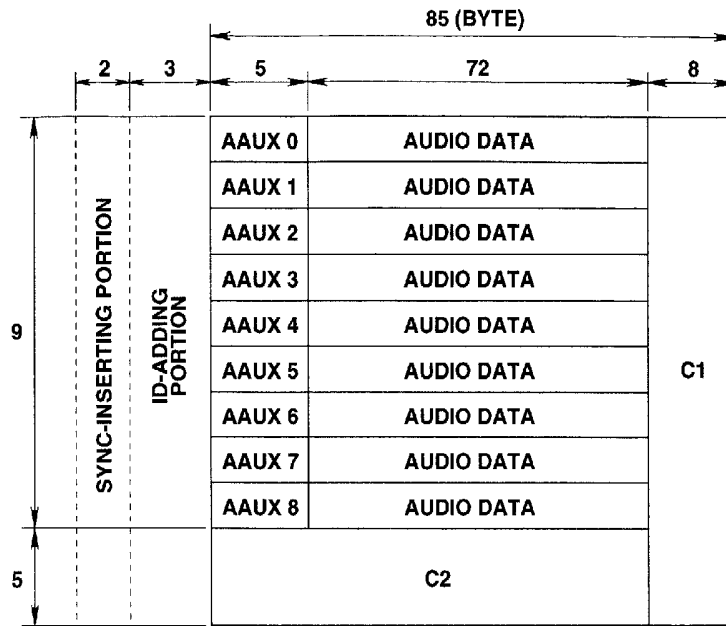 85 (BYTE)
2 3 5 72 8
AAUX 0 AUDIO DATA
AAUX 1 AUDIO DATA
AAUX 2 AUDIO DATA
AAUX 3 AUDIO DATA
AAUX 4 AUDIO DATA
AAUX 5 AUDIO DATA
AAUX 6 AUDIO DATA
AAUX 7 AUDIO DATA
AAUX 8 AUDIO DATA
9
SYNC-INSERTING PORTION
ID-ADDING
PORTION
C1
5
C2